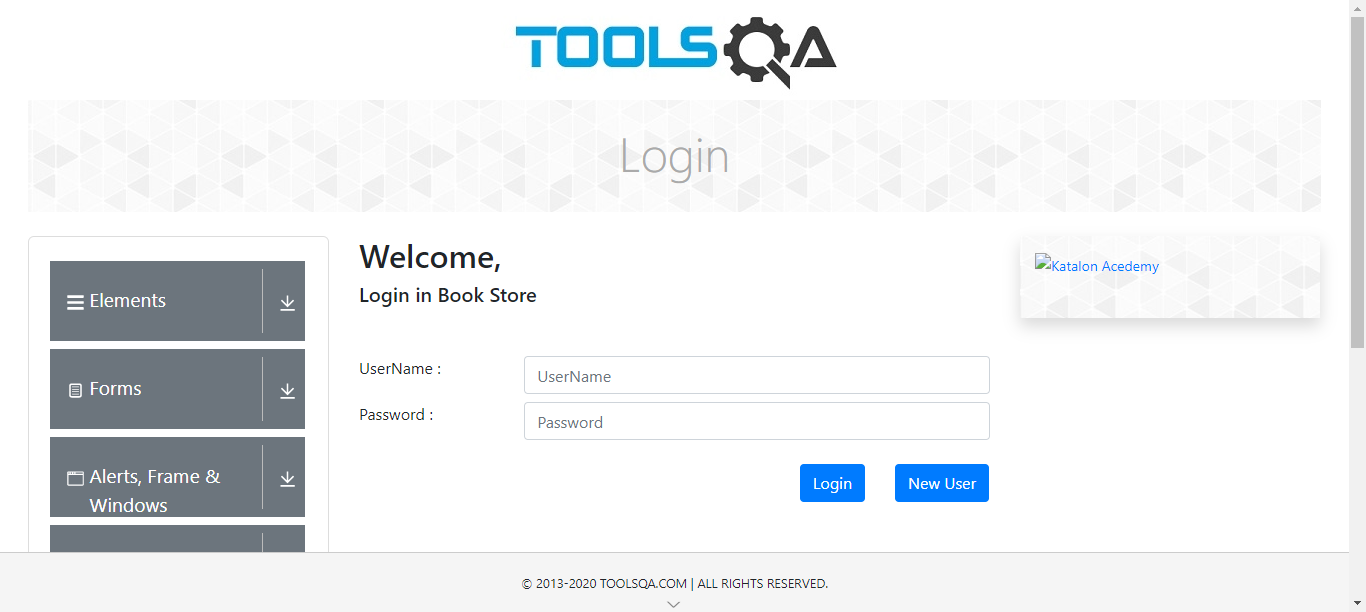 TOOLSQA
Login
Elements
Forms
Alerts, Frame &
Windows
Welcome,
Login in Book Store
UserName :
UserName
Password :
Password
Login
New User
Katalon Acedemy
© 2013-2020 TOOLSQA.COM | ALL RIGHTS RESERVED.